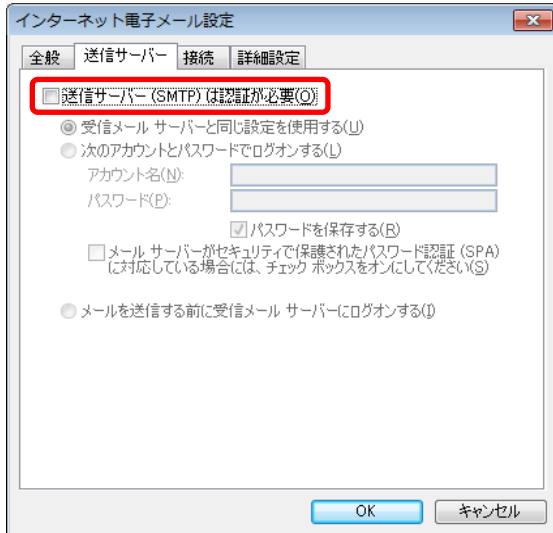 インターネット電子メール設定
全般 送信サーバー 接続 詳細設定
送信サーバー (SMTP) は認証が必要(O)
受信メール サーバーと同じ設定を使用する(U)
次のアカウントとパスワードでログオンする(L)
アカウント名(N):
パスワード(P):
パスワードを保存する(R)
メール サーバーがセキュリティで保護されたパスワード認証 (SPA)
に対応している場合には、チェック ボックスをオンにしてください(S)
メールを送信する前に受信メール サーバーにログオンする(I)
OK キャンセル